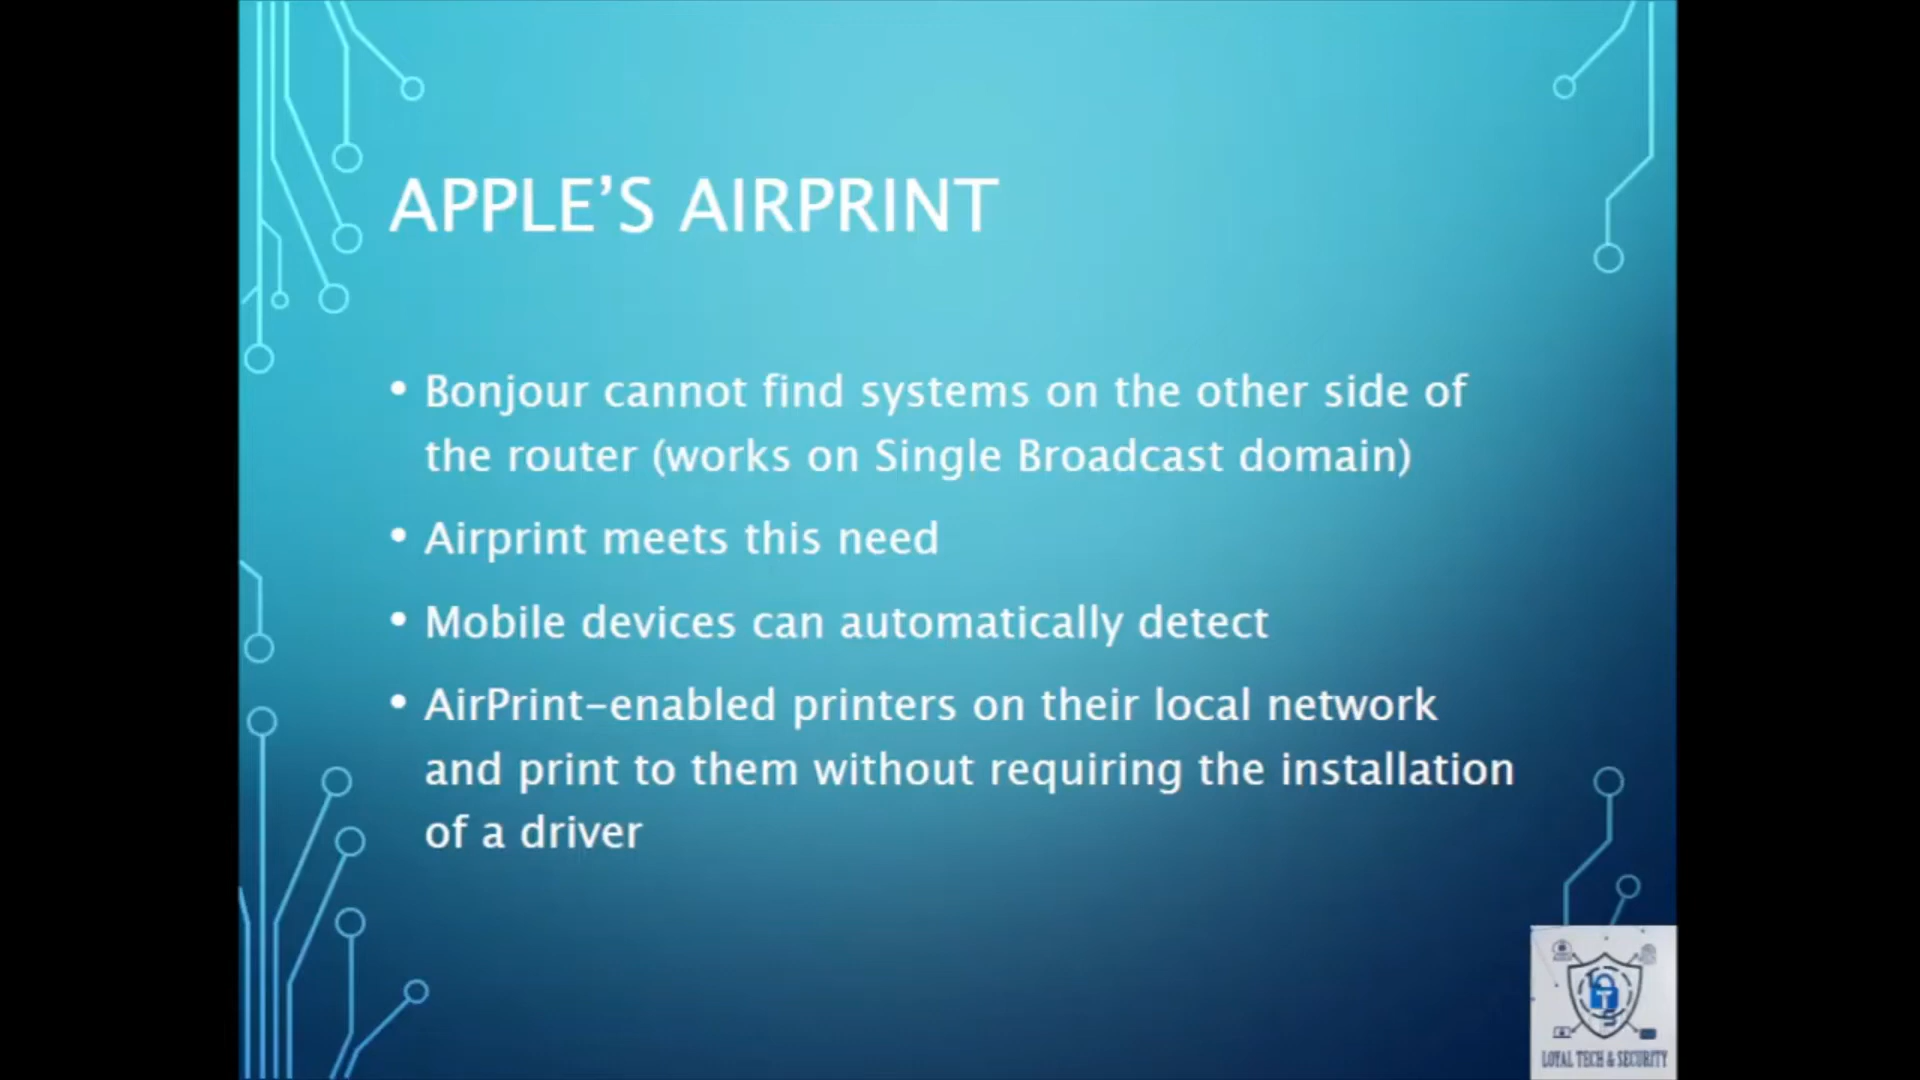 APPLE'S AIRPRINT
• Bonjour cannot find systems on the other side of
the router (works on Single Broadcast domain)
• Airprint meets this need
• Mobile devices can automatically detect
• AirPrint-enabled printers on their local network
and print to them without requiring the installation
of a driver
LOYAL TECH & SECURITY